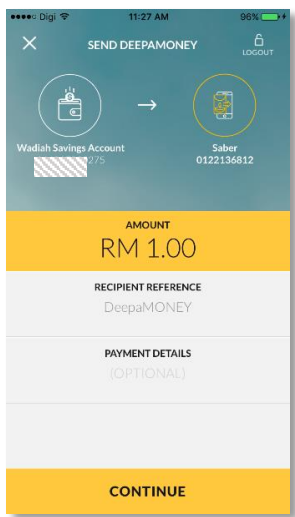 Digi 11:27 AM 96%
SEND DEEPAMONEY
LOGOUT
Wadiah Savings Account
275
Saber
0122136812
AMOUNT
RM 1.00
RECIPIENT REFERENCE
DeepaMONEY
PAYMENT DETAILS
(OPTIONAL)
CONTINUE